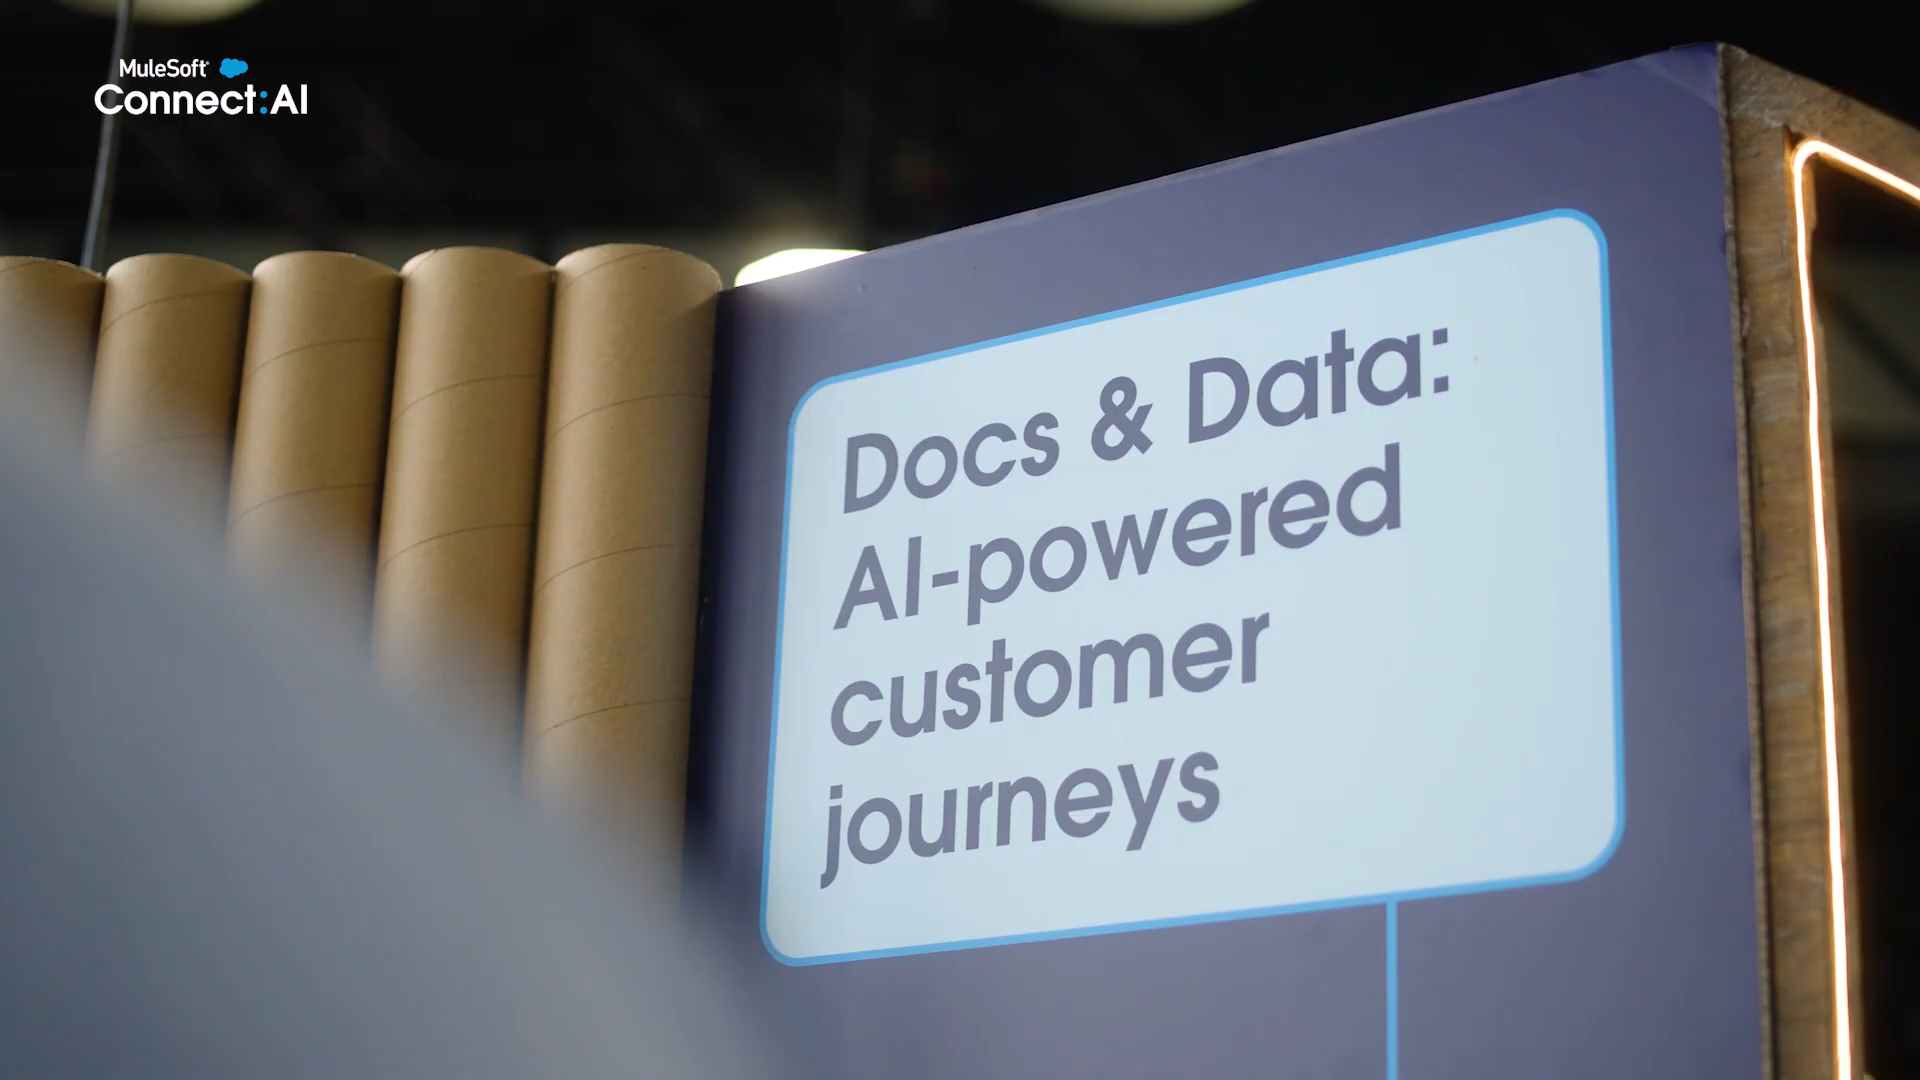 MuleSoft
Connect:AI
Docs & Data:
AI-powered
customer
journeys